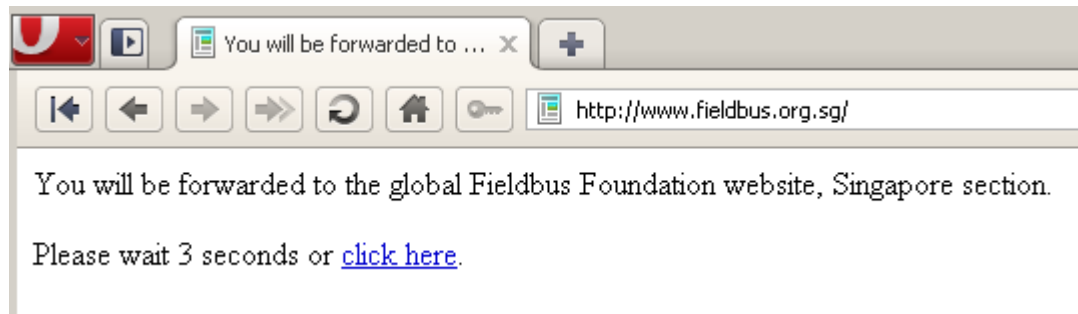 You will be forwarded to ...
http://www.fieldbus.org.sg/
You will be forwarded to the global Fieldbus Foundation website, Singapore section.
Please wait 3 seconds or click here.